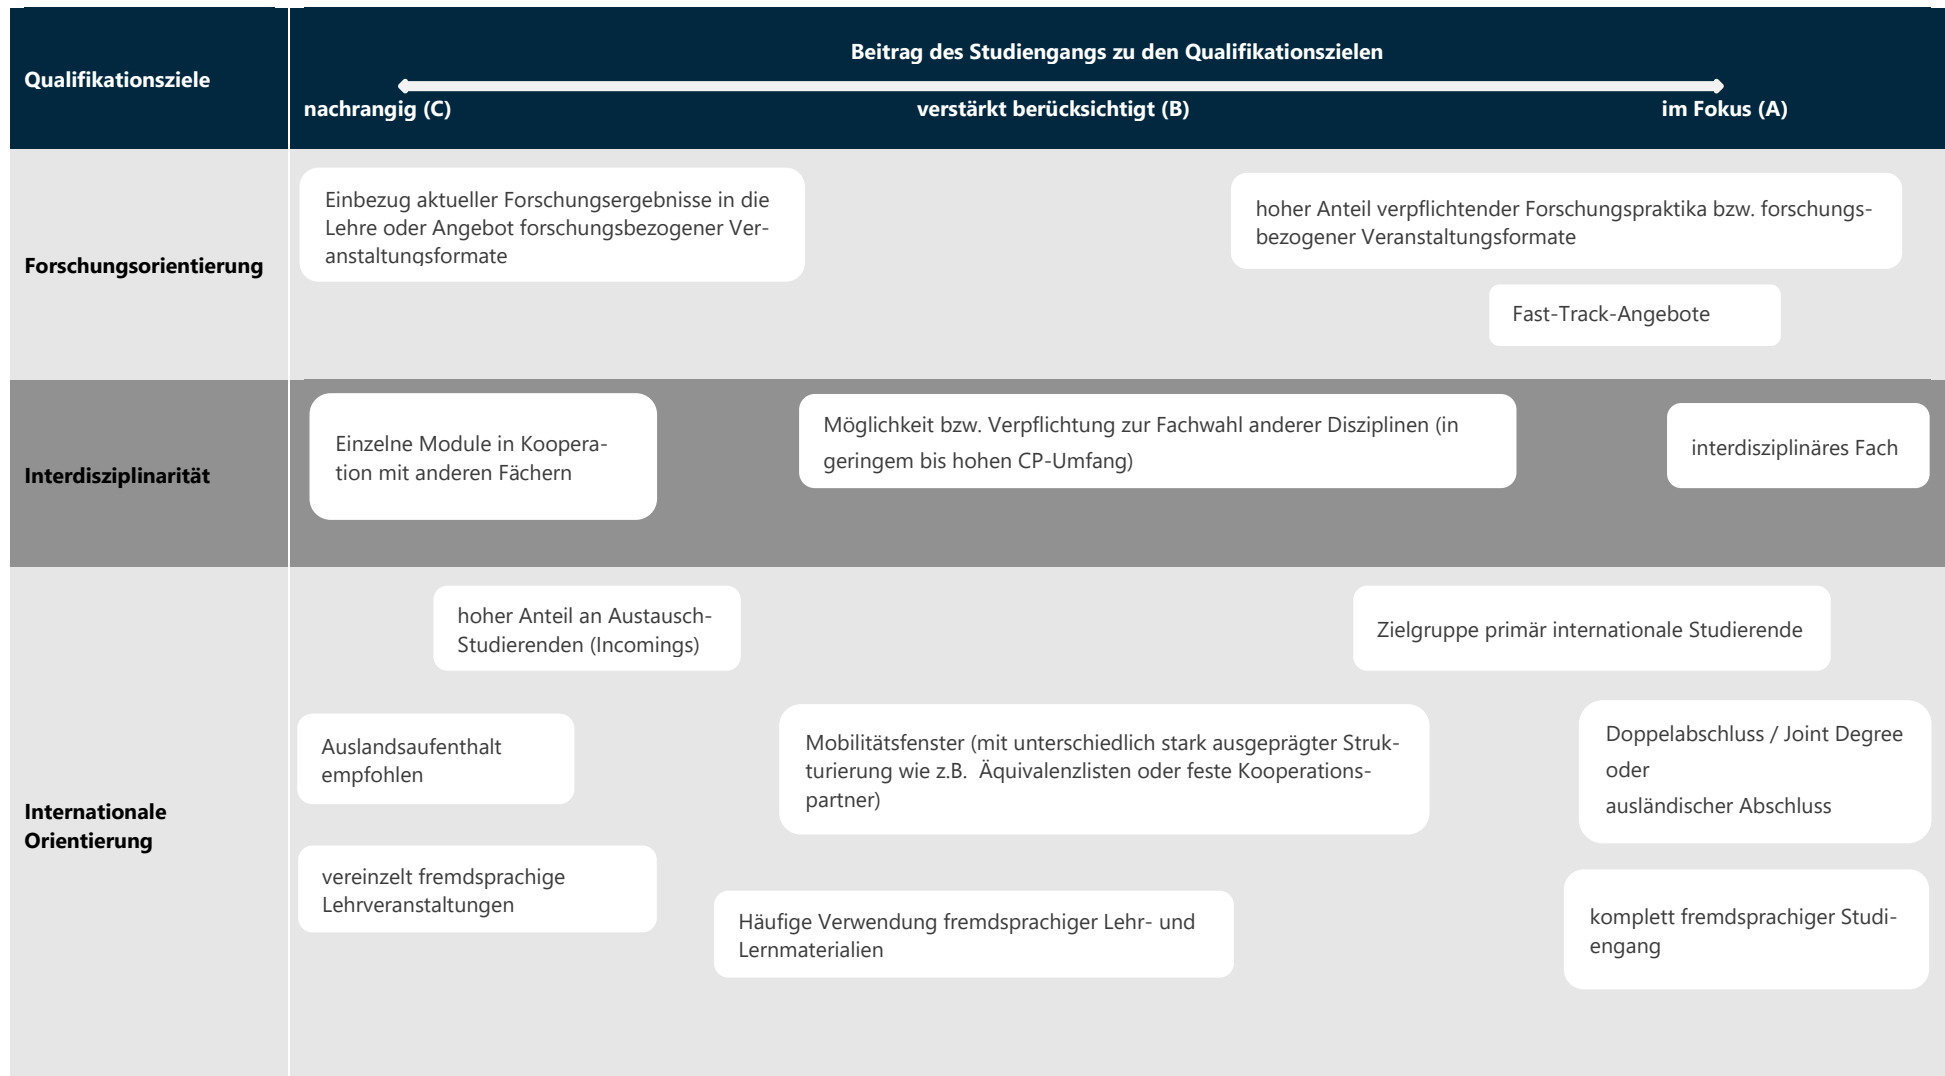 Qualifikationsziele
Beitrag des Studiengangs zu den Qualifikationszielen
nachrangig (C)
verstärkt berücksichtigt (B)
im Fokus (A)
Forschungsorientierung
Einbezug aktueller Forschungsergebnisse in die
Lehre oder Angebot forschungsbezogener Ver-
anstaltungsformate
hoher Anteil verpflichtender Forschungspraktika bzw. forschungs-
bezogener Veranstaltungsformate
Fast-Track-Angebote
Interdisziplinarität
Einzelne Module in Koopera-
tion mit anderen Fächern
Möglichkeit bzw. Verpflichtung zur Fachwahl anderer Disziplinen (in
geringem bis hohen CP-Umfang)
interdisziplinäres Fach
Internationale
Orientierung
hoher Anteil an Austausch-
Studierenden (Incomings)
Zielgruppe primär internationale Studierende
Auslandsaufenthalt
empfohlen
Mobilitätsfenster (mit unterschiedlich stark ausgeprägter Struk-
turierung wie z.B.  Äquivalenzlisten oder feste Kooperations-
partner)
Doppelabschluss / Joint Degree
oder
ausländischer Abschluss
vereinzelt fremdsprachige
Lehrveranstaltungen
Häufige Verwendung fremdsprachiger Lehr- und
Lernmaterialien
komplett fremdsprachiger Studi-
engang